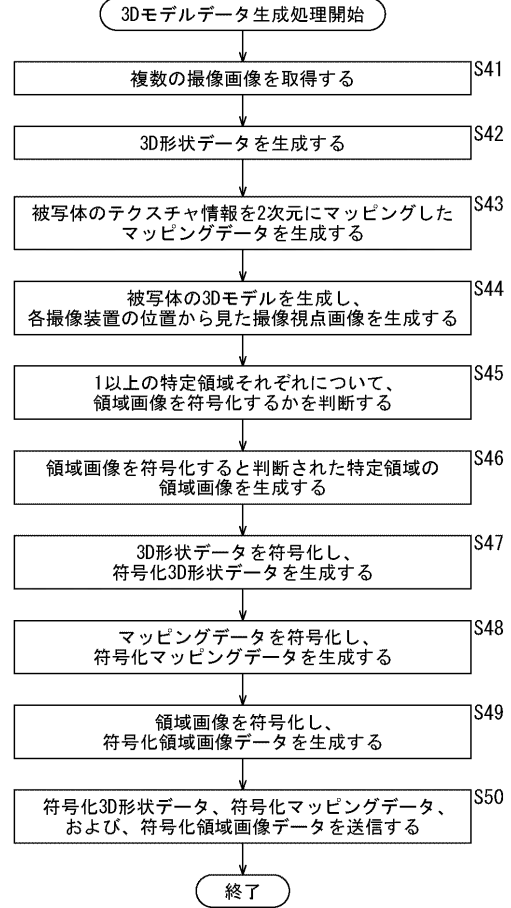 3Dモデルデータ生成処理開始
S41
複数の撮像画像を取得する
S42
3D形状データを生成する
S43
被写体のテクスチャ情報を2次元にマッピングした
マッピングデータを生成する
S44
被写体の3Dモデルを生成し、
各撮像装置の位置から見た撮像視点画像を生成する
S45
1以上の特定領域それぞれについて、
領域画像を符号化するかを判断する
S46
領域画像を符号化すると判断された特定領域の
領域画像を生成する
S47
3D形状データを符号化し、
符号化3D形状データを生成する
S48
マッピングデータを符号化し、
符号化マッピングデータを生成する
S49
領域画像を符号化し、
符号化領域画像データを生成する
S50
符号化3D形状データ、符号化マッピングデータ、
および、符号化領域画像データを送信する
終了